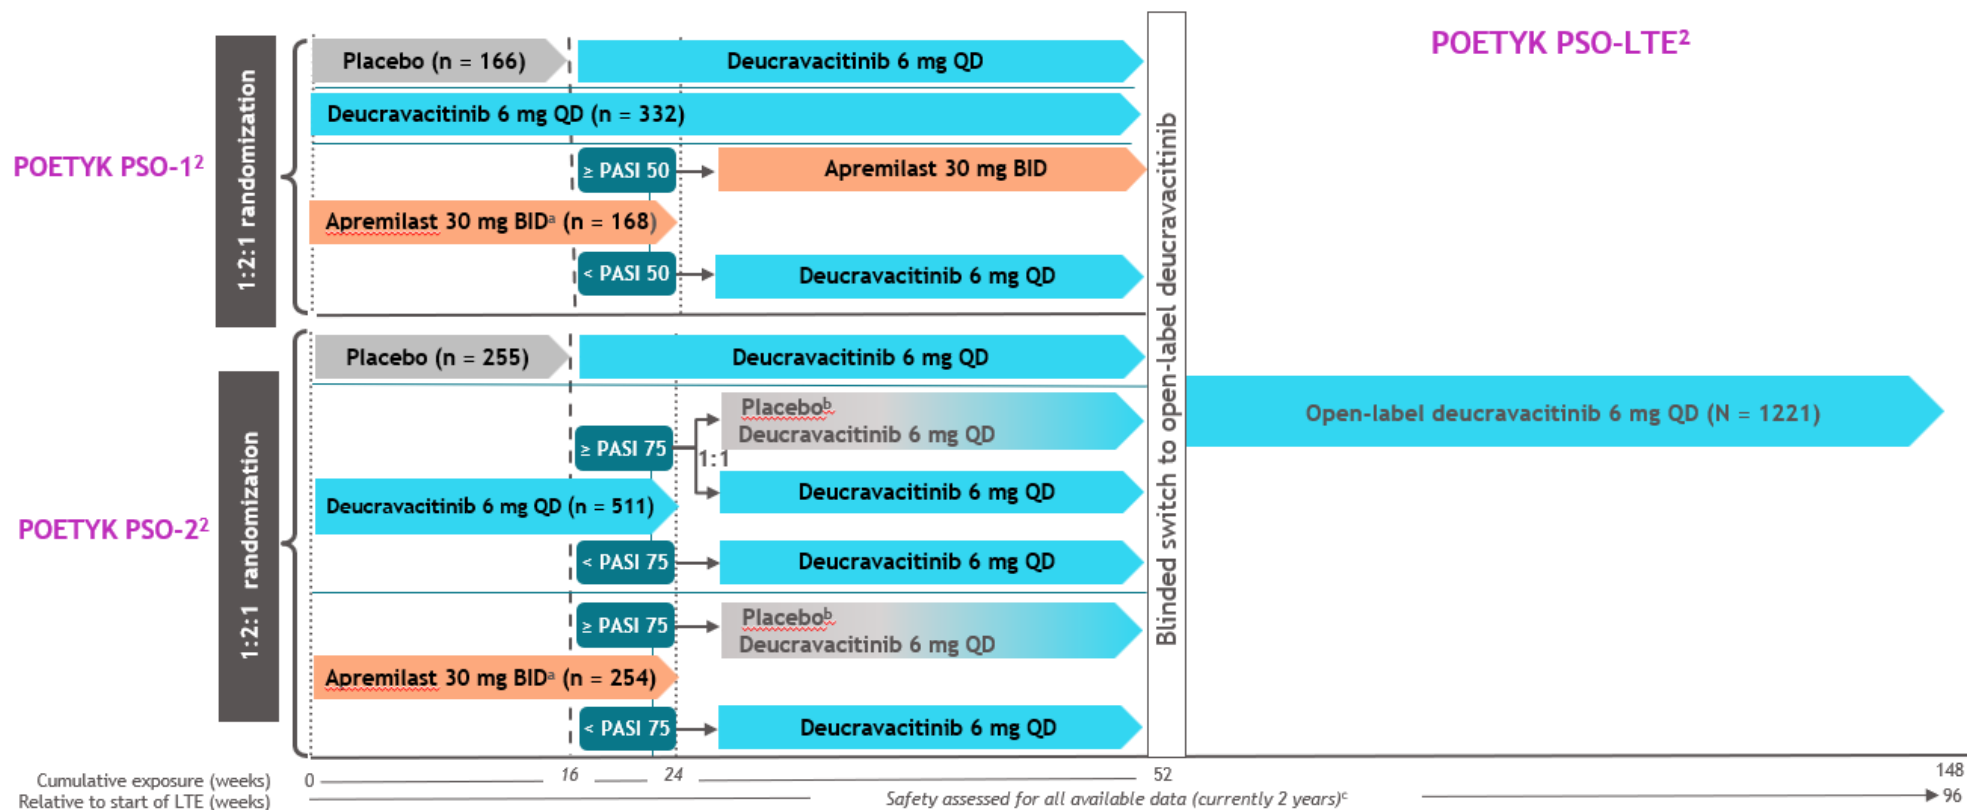 POETYK PSO-LTE²
Placebo (n = 166)
Deucravacitinib 6 mg QD
Deucravacitinib 6 mg QD (n = 332)
POETYK PSO-1²
1:2:1 randomization
≥ PASI 50
Apremilast 30 mg BID
Apremilast 30 mg BIDᵃ (n = 168)
< PASI 50
Deucravacitinib 6 mg QD
Placebo (n = 255)
Deucravacitinib 6 mg QD
Placeboᵇ
Deucravacitinib 6 mg QD
≥ PASI 75
1:1
Deucravacitinib 6 mg QD
Deucravacitinib 6 mg QD (n = 511)
POETYK PSO-2²
1:2:1 randomization
< PASI 75
Deucravacitinib 6 mg QD
≥ PASI 75
Placeboᵇ
Deucravacitinib 6 mg QD
Apremilast 30 mg BIDᵃ (n = 254)
< PASI 75
Deucravacitinib 6 mg QD
Blinded switch to open-label deucravacitinib
Open-label deucravacitinib 6 mg QD (N = 1221)
Cumulative exposure (weeks) 0 16 24 52 148
Relative to start of LTE (weeks) Safety assessed for all available data (currently 2 years)ᶜ 96